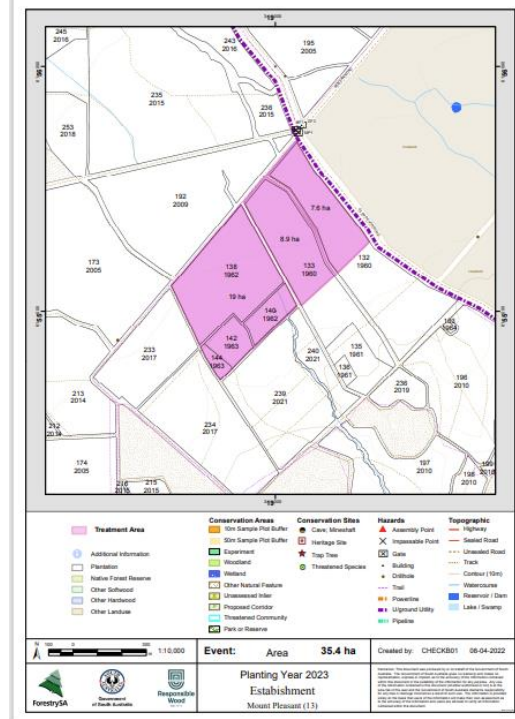 245
2018
243
2016
195
2005
235
2015
236
2015
253
2018
192
2009
7.6 ha
8.9 ha
173
2005
138
1962
133
1960
132
1960
19 ha
140
1962
142
1963
144
1963
233
2017
240
2021
135
1961
136
1961
196
2010
213
2014
239
2021
236
2019
212
2014
234
2017
174
2005
215
2015
197
2010
198
2010
Treatment Area
Additional Information
Plantation
Native Forest Reserve
Other Softwood
Other Hardwood
Other Landuse
Conservation Areas
10m Sample Plot Buffer
50m Sample Plot Buffer
Experiment
Woodland
Wetland
Other Natural Feature
Unassessed Inlier
Proposed Corridor
Threatened Community
Park or Reserve
Conservation Sites
Cave; Mineshaft
Heritage Site
Trap Tree
Threatened Species
Hazards
Assembly Point
Impassable Point
Gate
Building
Drillhole
Trail
Powerline
U/ground Utility
Pipeline
Topographic
Highway
Sealed Road
Unsealed Road
Track
Contour (10m)
Watercourse
Reservoir / Dam
Lake / Swamp
N
1:10,000
Event: Area 35.4 ha
Created by: CHECKB01 08-04-2022
ForestrySA
Government
of South Australia
Responsible
Wood
Planting Year 2023
Estabishment
Mount Pleasant (13)